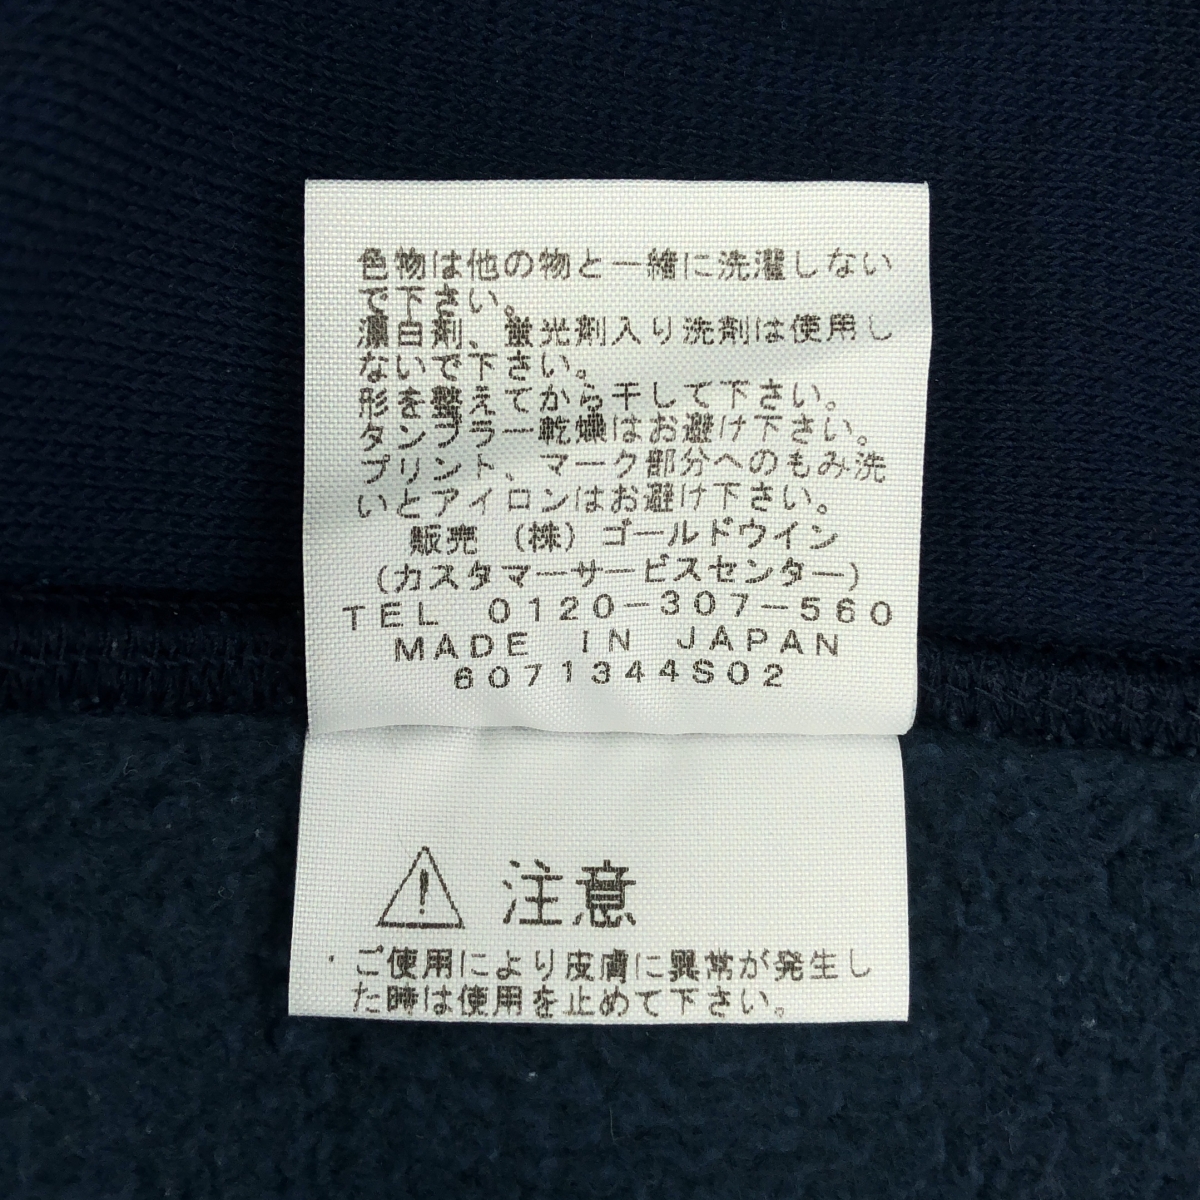 色物は他の物と一緒に洗濯しない
で下さい。
漂白剤、蛍光剤入り洗剤は使用し
ないで下さい。
形を整えてから干して下さい。
タンブラー乾燥はお避け下さい。
プリント、マーク部分へのもみ洗
いとアイロンはお避け下さい。
販売 (株) ゴールドウイン
(カスタマーサービスセンター)
TEL 0120-307-560
MADE IN JAPAN
6071344S02
注意
・ご使用により皮膚に異常が発生し
た時は使用を止めて下さい。